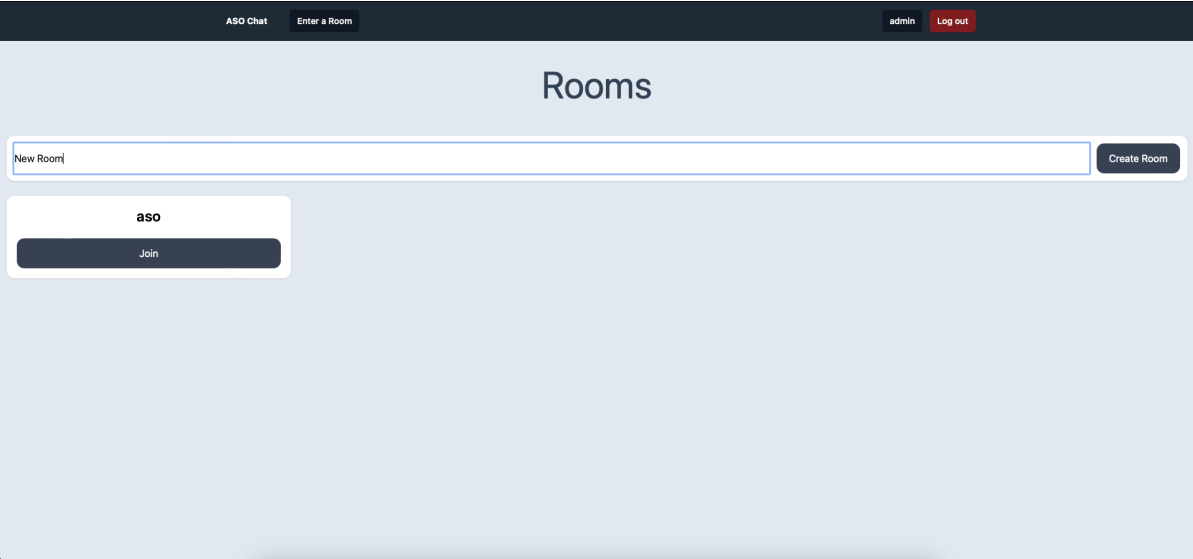 ASO Chat Enter a Room admin Log out
Rooms
New Room Create Room
aso
Join